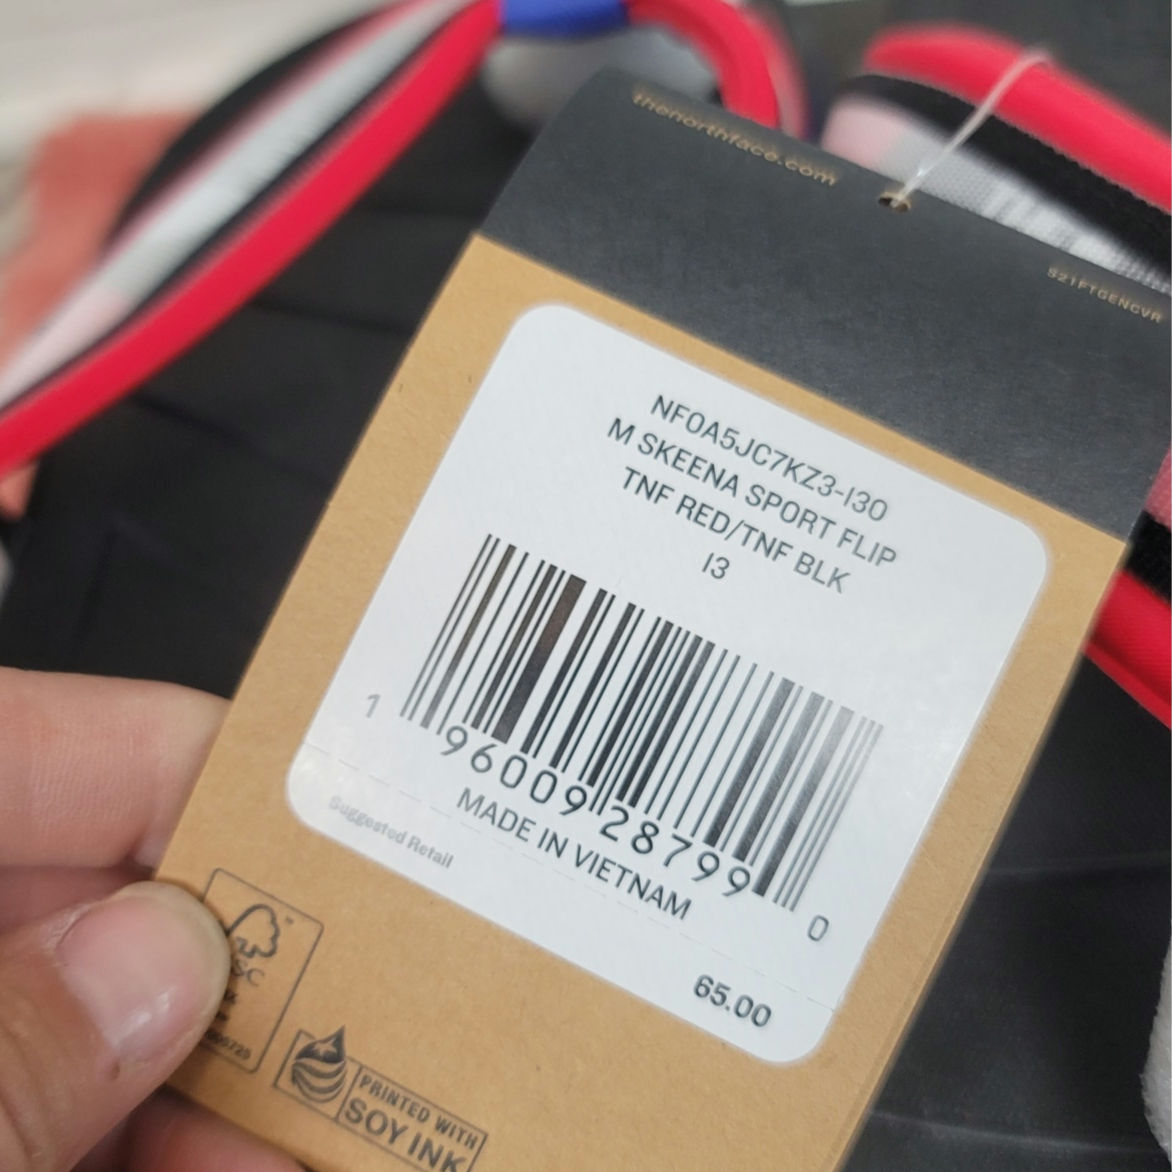 thenorthface.com
S21FTGENCVR
NF0A5JC7KZ3-I30
M SKEENA SPORT FLIP
TNF RED/TNF BLK
I3
1 96009 28799 0
MADE IN VIETNAM
Suggested Retail
65.00
PRINTED WITH
SOY INK